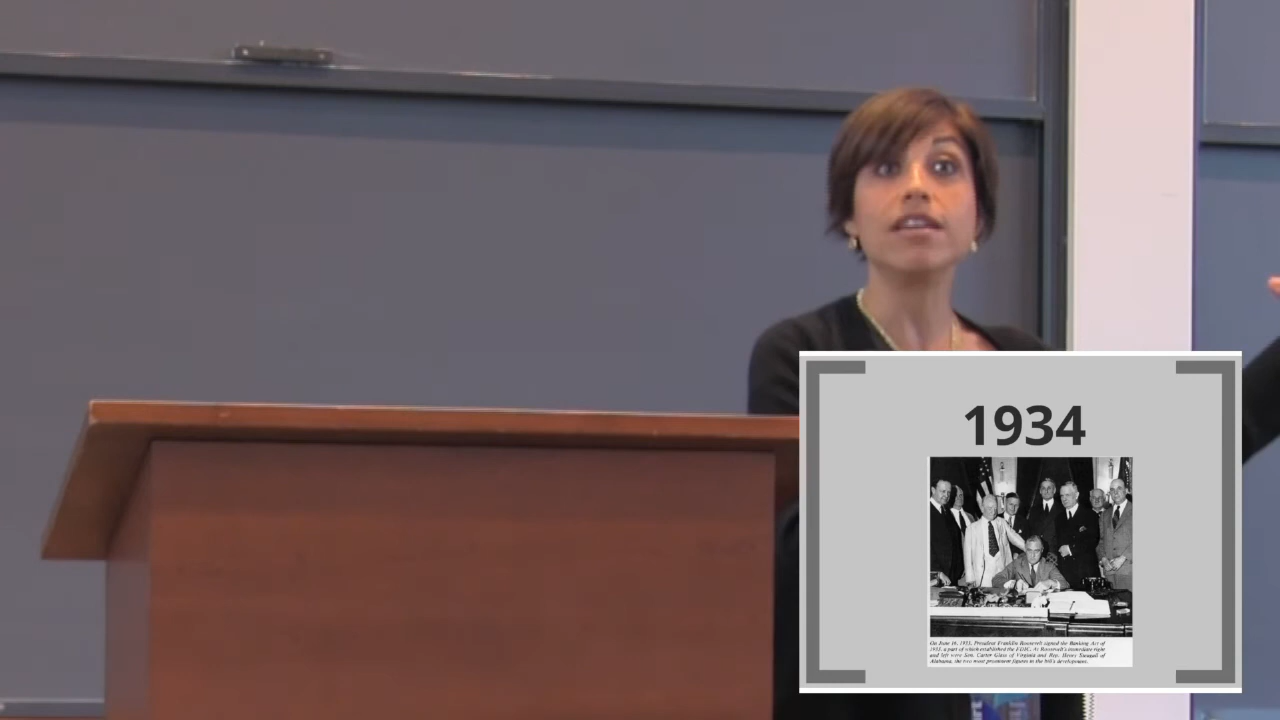 1934
On June 16, 1933, President Franklin Roosevelt signed the Banking Act of
1933, a part of which established the FDIC. At Roosevelt's immediate right
and left were Sen. Carter Glass of Virginia and Rep. Henry Steagall of
Alabama, the two most prominent figures in the bill's development.